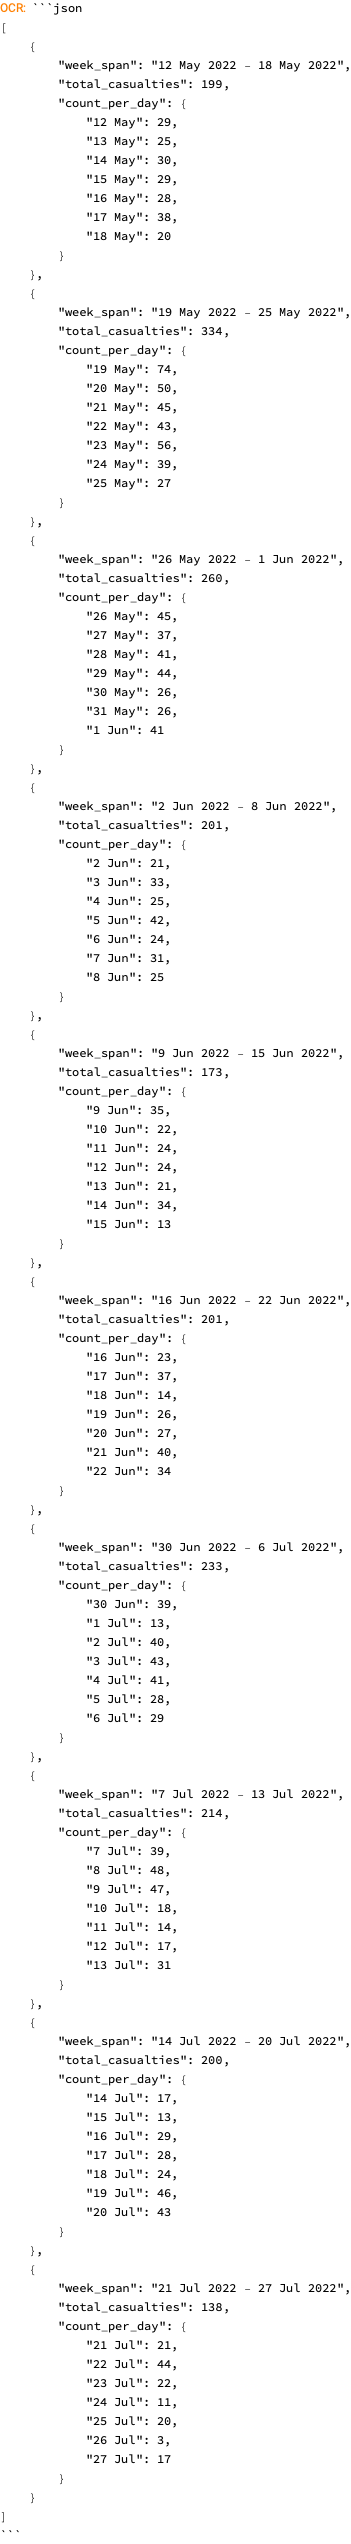 OCR: ```json
[
    {
        "week_span": "12 May 2022 – 18 May 2022",
        "total_casualties": 199,
        "count_per_day": {
            "12 May": 29,
            "13 May": 25,
            "14 May": 30,
            "15 May": 29,
            "16 May": 28,
            "17 May": 38,
            "18 May": 20
        }
    },
    {
        "week_span": "19 May 2022 – 25 May 2022",
        "total_casualties": 334,
        "count_per_day": {
            "19 May": 74,
            "20 May": 50,
            "21 May": 45,
            "22 May": 43,
            "23 May": 56,
            "24 May": 39,
            "25 May": 27
        }
    },
    {
        "week_span": "26 May 2022 – 1 Jun 2022",
        "total_casualties": 260,
        "count_per_day": {
            "26 May": 45,
            "27 May": 37,
            "28 May": 41,
            "29 May": 44,
            "30 May": 26,
            "31 May": 26,
            "1 Jun": 41
        }
    },
    {
        "week_span": "2 Jun 2022 – 8 Jun 2022",
        "total_casualties": 201,
        "count_per_day": {
            "2 Jun": 21,
            "3 Jun": 33,
            "4 Jun": 25,
            "5 Jun": 42,
            "6 Jun": 24,
            "7 Jun": 31,
            "8 Jun": 25
        }
    },
    {
        "week_span": "9 Jun 2022 – 15 Jun 2022",
        "total_casualties": 173,
        "count_per_day": {
            "9 Jun": 35,
            "10 Jun": 22,
            "11 Jun": 24,
            "12 Jun": 24,
            "13 Jun": 21,
            "14 Jun": 34,
            "15 Jun": 13
        }
    },
    {
        "week_span": "16 Jun 2022 – 22 Jun 2022",
        "total_casualties": 201,
        "count_per_day": {
            "16 Jun": 23,
            "17 Jun": 37,
            "18 Jun": 14,
            "19 Jun": 26,
            "20 Jun": 27,
            "21 Jun": 40,
            "22 Jun": 34
        }
    },
    {
        "week_span": "30 Jun 2022 – 6 Jul 2022",
        "total_casualties": 233,
        "count_per_day": {
            "30 Jun": 39,
            "1 Jul": 13,
            "2 Jul": 40,
            "3 Jul": 43,
            "4 Jul": 41,
            "5 Jul": 28,
            "6 Jul": 29
        }
    },
    {
        "week_span": "7 Jul 2022 – 13 Jul 2022",
        "total_casualties": 214,
        "count_per_day": {
            "7 Jul": 39,
            "8 Jul": 48,
            "9 Jul": 47,
            "10 Jul": 18,
            "11 Jul": 14,
            "12 Jul": 17,
            "13 Jul": 31
        }
    },
    {
        "week_span": "14 Jul 2022 – 20 Jul 2022",
        "total_casualties": 200,
        "count_per_day": {
            "14 Jul": 17,
            "15 Jul": 13,
            "16 Jul": 29,
            "17 Jul": 28,
            "18 Jul": 24,
            "19 Jul": 46,
            "20 Jul": 43
        }
    },
    {
        "week_span": "21 Jul 2022 – 27 Jul 2022",
        "total_casualties": 138,
        "count_per_day": {
            "21 Jul": 21,
            "22 Jul": 44,
            "23 Jul": 22,
            "24 Jul": 11,
            "25 Jul": 20,
            "26 Jul": 3,
            "27 Jul": 17
        }
    }
]
```